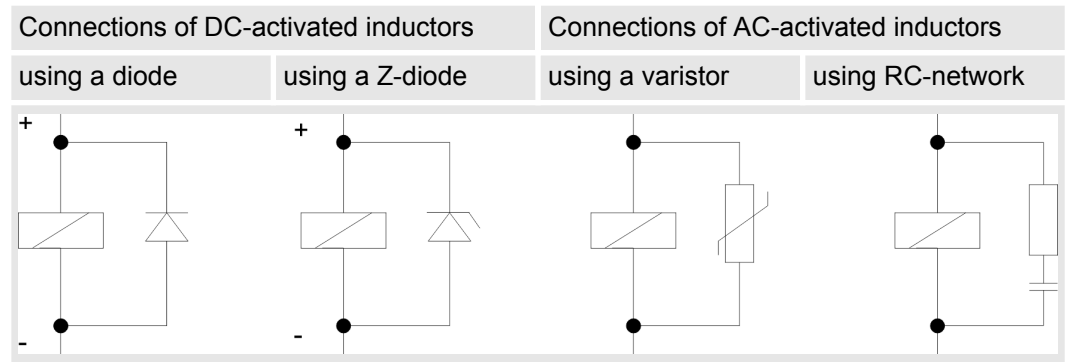 Connections of DC-activated inductors
Connections of AC-activated inductors
using a diode
using a Z-diode
using a varistor
using RC-network
+
+
-
-